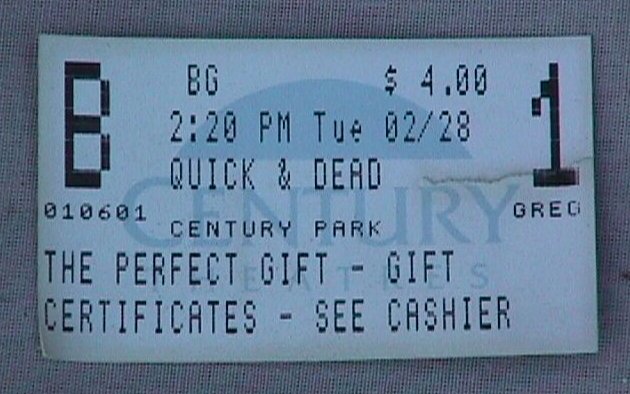 B BG $ 4.00 1
2:20 PM Tue 02/28
QUICK & DEAD
010601 CENTURY PARK GREG
THE PERFECT GIFT - GIFT
CERTIFICATES - SEE CASHIER
CENTURY
THEATRES